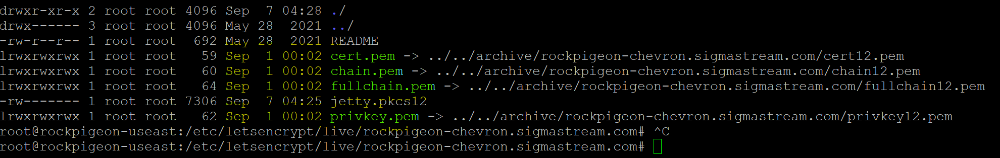 drwxr-xr-x 2 root root 4096 Sep  7 04:28 ./
drwx------ 3 root root 4096 May 28  2021 ../
-rw-r--r-- 1 root root  692 May 28  2021 README
lrwxrwxrwx 1 root root   59 Sep  1 00:02 cert.pem -> ../../archive/rockpigeon-chevron.sigmastream.com/cert12.pem
lrwxrwxrwx 1 root root   60 Sep  1 00:02 chain.pem -> ../../archive/rockpigeon-chevron.sigmastream.com/chain12.pem
lrwxrwxrwx 1 root root   64 Sep  1 00:02 fullchain.pem -> ../../archive/rockpigeon-chevron.sigmastream.com/fullchain12.pem
-rw------- 1 root root 7306 Sep  7 04:25 jetty.pkcs12
lrwxrwxrwx 1 root root   62 Sep  1 00:02 privkey.pem -> ../../archive/rockpigeon-chevron.sigmastream.com/privkey12.pem
root@rockpigeon-useast:/etc/letsencrypt/live/rockpigeon-chevron.sigmastream.com# ^C
root@rockpigeon-useast:/etc/letsencrypt/live/rockpigeon-chevron.sigmastream.com#